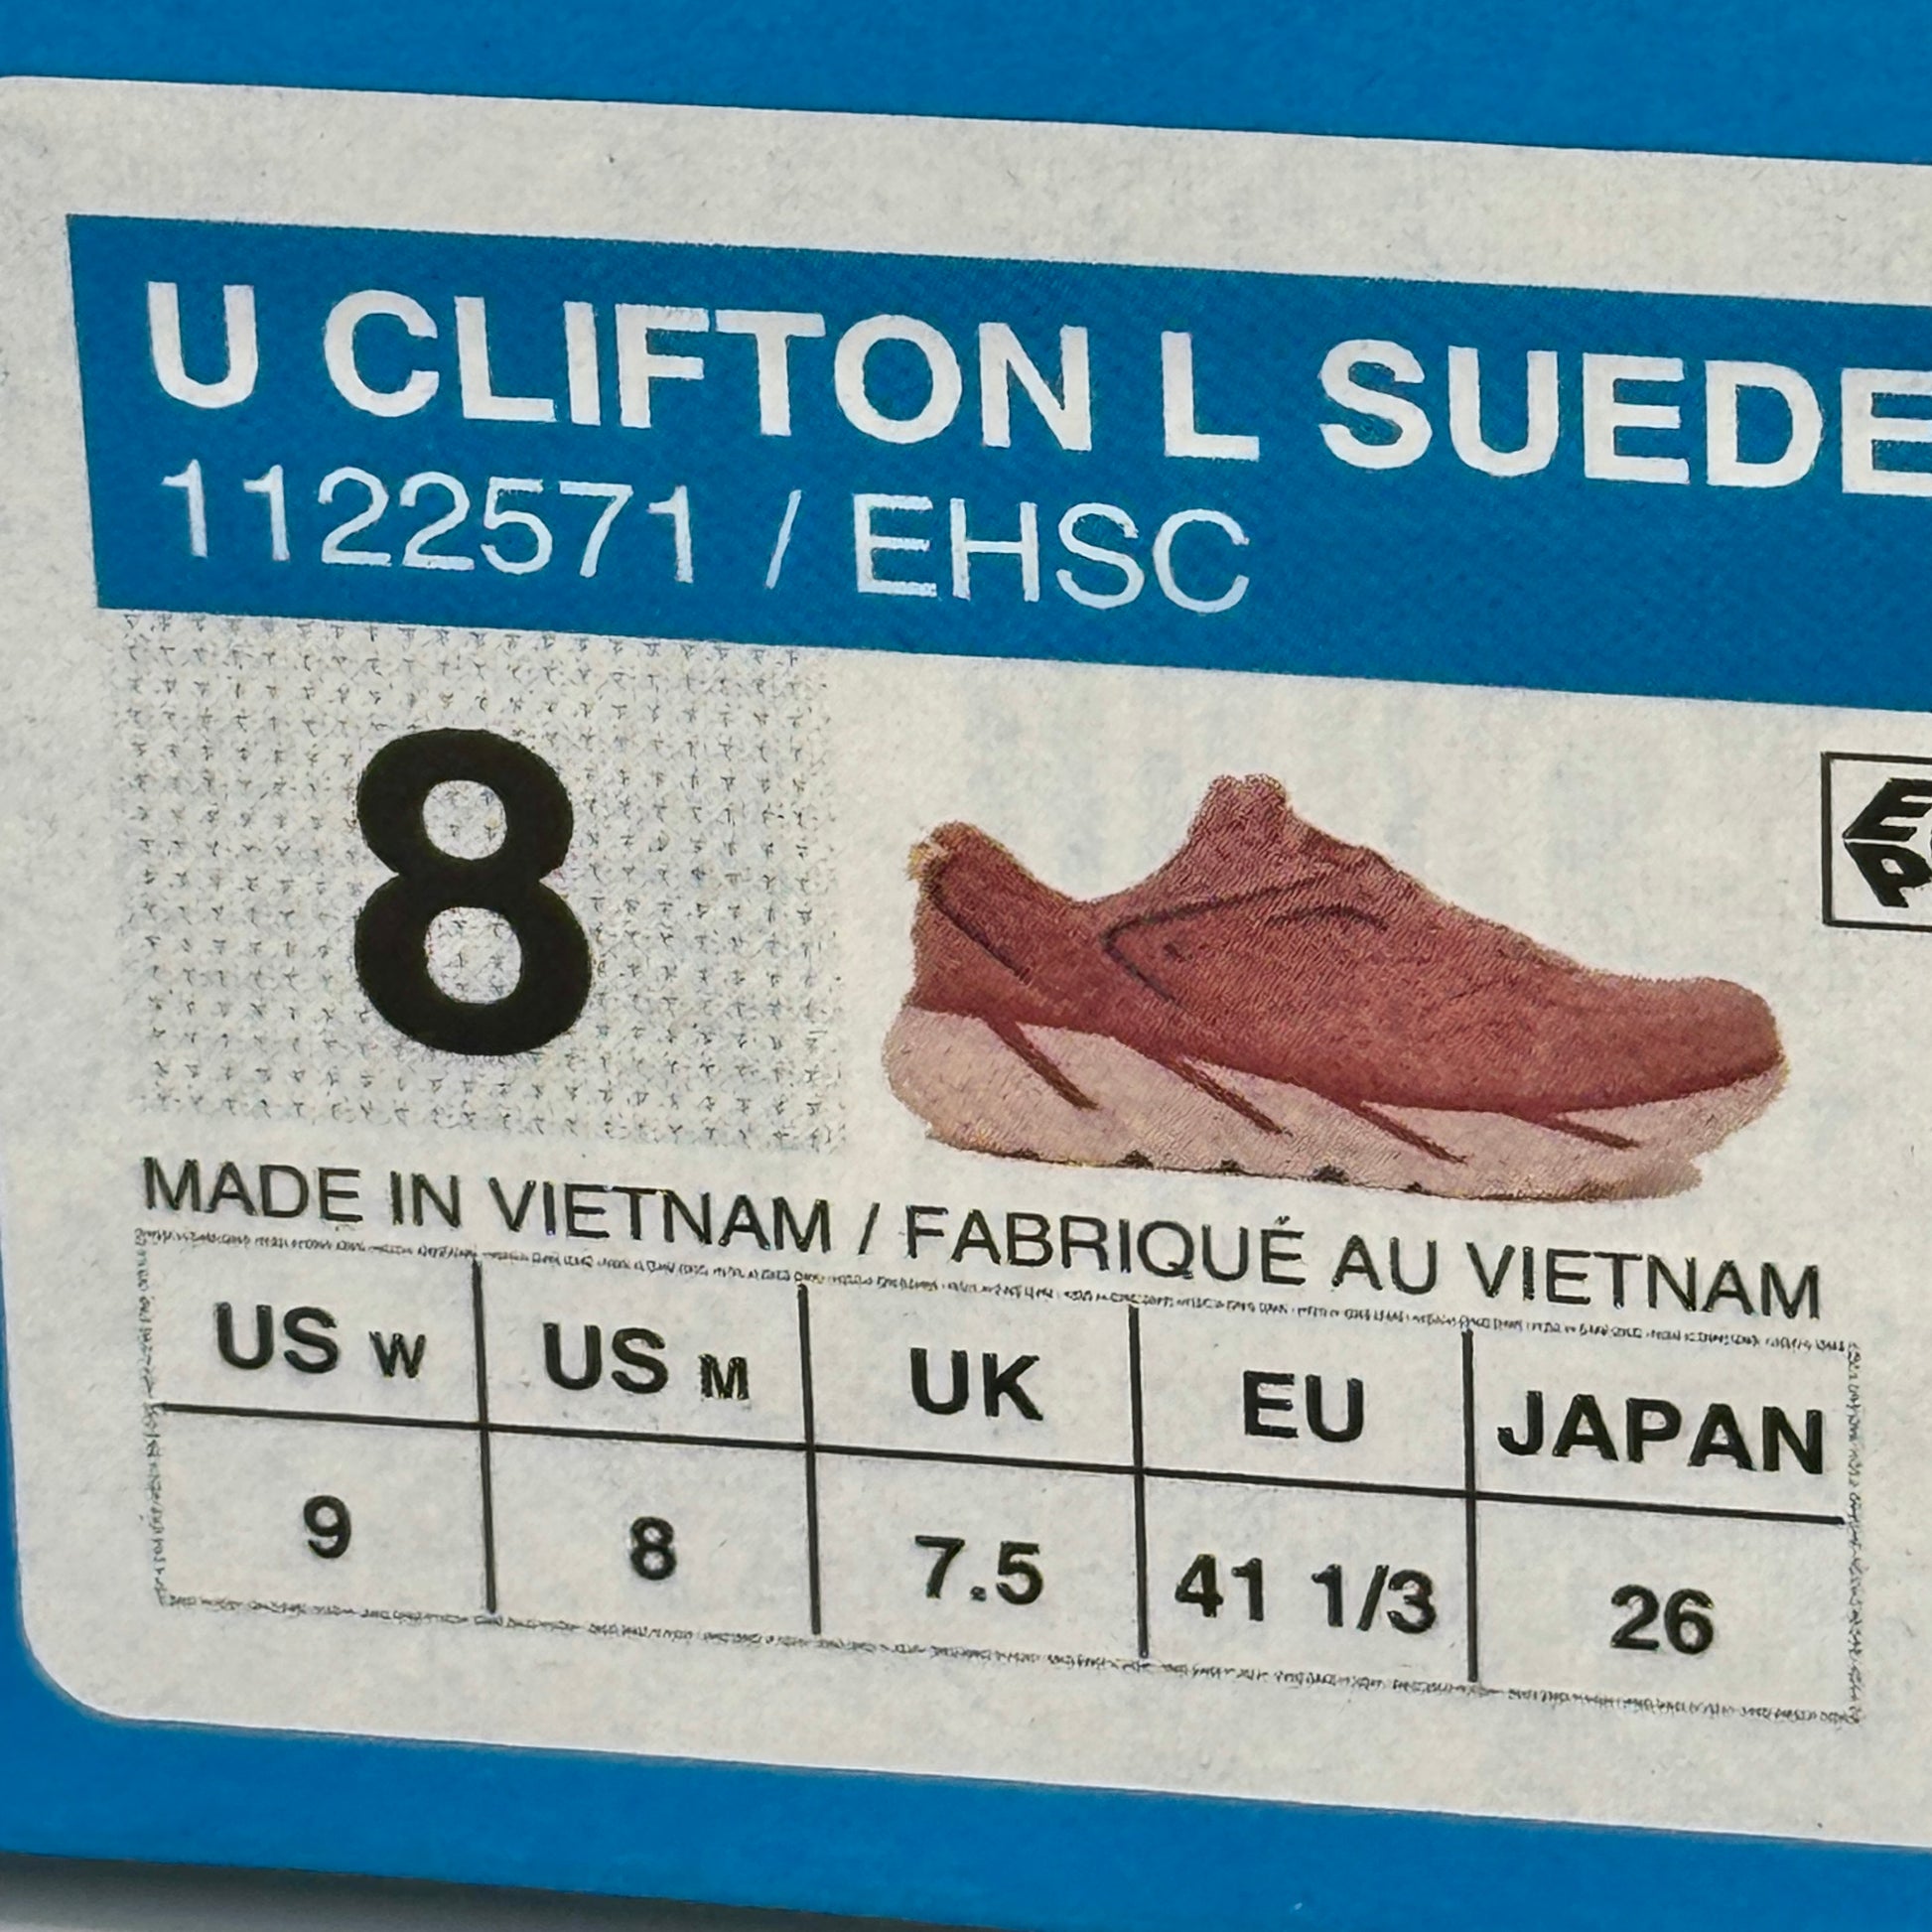 U CLIFTON L SUEDE
1122571 / EHSC
8
MADE IN VIETNAM / FABRIQUÉ AU VIETNAM
US W US M UK EU JAPAN
9 8 7.5 41 1/3 26